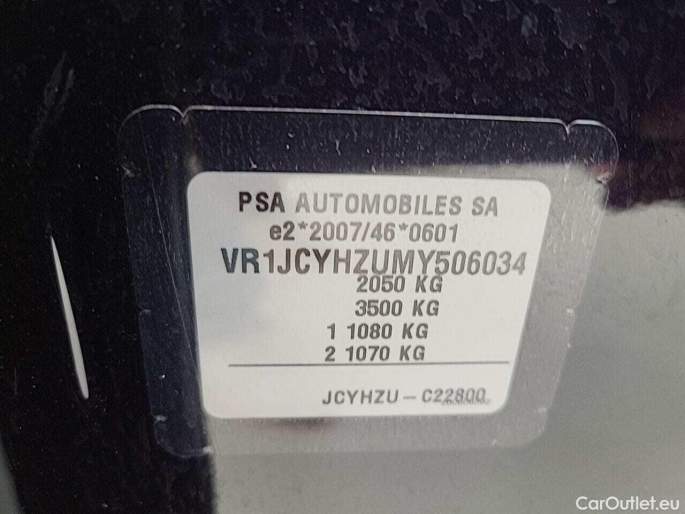 PSA AUTOMOBILES SA
e2*2007/46*0601
VR1JCYHZUMY506034
2050 KG
3500 KG
1 1080 KG
2 1070 KG
JCYHZU – C22800
CarOutlet.eu